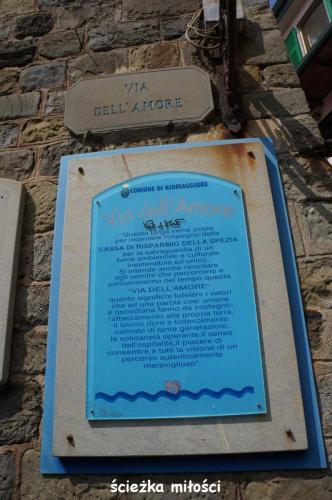 ścieżka miłości
VIA
DELL'AMORE
COMUNE DI RIOMAGGIORE
Via dell'Amore
"Questa targa viene posta
per ricordare l'impegno della
CASSA DI RISPARMIO DELLA SPEZIA
per la salvaguardia di un
bene ambientale e culturale
inestimabile ed unico.
Si intende anche ricordare
agli uomini che percorrono e
percorreranno nel tempo questa
"VIA DELL'AMORE"
quanto significhi tutelare i valori
che ad una parola così umana
e quotidiana fanno da sostegno:
l'attaccamento alla propria terra,
il lavoro duro e lodevolmente
ostinato di tante generazioni,
la solidarietà operante,il senso
dell'ospitalità,il piacere di
consentire a tutti la visione di un
percorso autenticamente
meraviglioso"